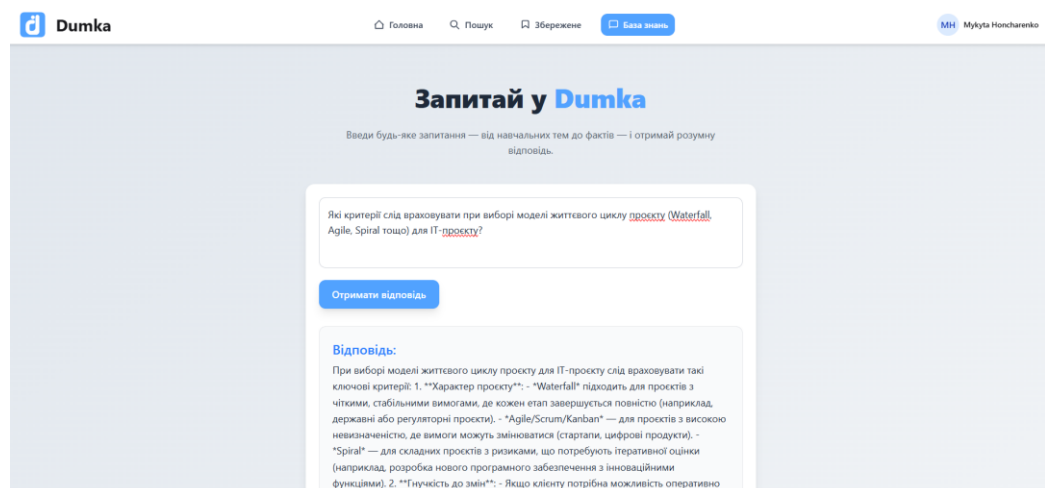 Dumka
Головна
Пошук
Збережене
База знань
MH
Mykyta Honcharenko
Запитай у Dumka
Введи будь-яке запитання — від навчальних тем до фактів — і отримай розумну
відповідь.
Які критерії слід враховувати при виборі моделі життєвого циклу проєкту (Waterfall,
Agile, Spiral тощо) для ІТ-проєкту?
Отримати відповідь
Відповідь:
При виборі моделі життєвого циклу проєкту для ІТ-проєкту слід враховувати такі
ключові критерії: 1. **Характер проєкту**: - *Waterfall* підходить для проєктів з
чіткими, стабільними вимогами, де кожен етап завершується повністю (наприклад,
державні або регуляторні проєкти). - *Agile/Scrum/Kanban* — для проєктів з високою
невизначеністю, де вимоги можуть змінюватися (стартапи, цифрові продукти). -
*Spiral* — для складних проєктів з ризиками, що потребують ітеративної оцінки
(наприклад, розробка нового програмного забезпечення з інноваційними
функціями). 2. **Гнучкість до змін**: - Якщо клієнту потрібна можливість оперативно